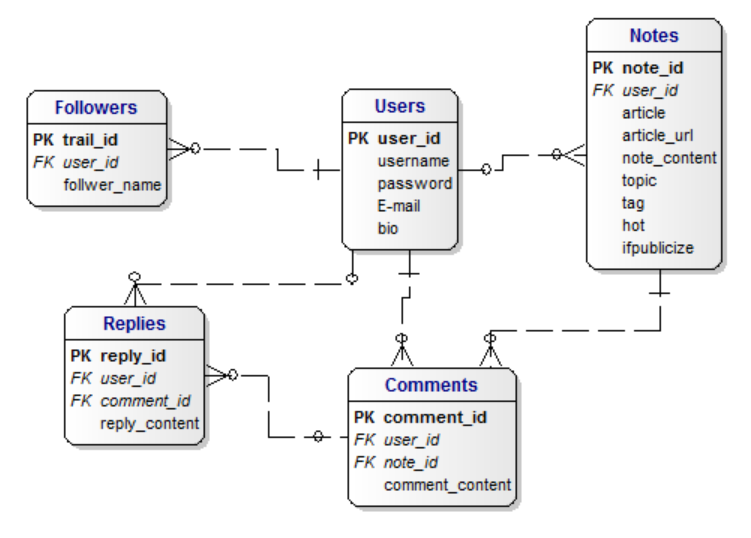 Notes
PK note_id
FK user_id
article
article_url
note_content
topic
tag
hot
ifpublicize
Followers
PK trail_id
FK user_id
follwer_name
Users
PK user_id
username
password
E-mail
bio
Replies
PK reply_id
FK user_id
FK comment_id
reply_content
Comments
PK comment_id
FK user_id
FK note_id
comment_content